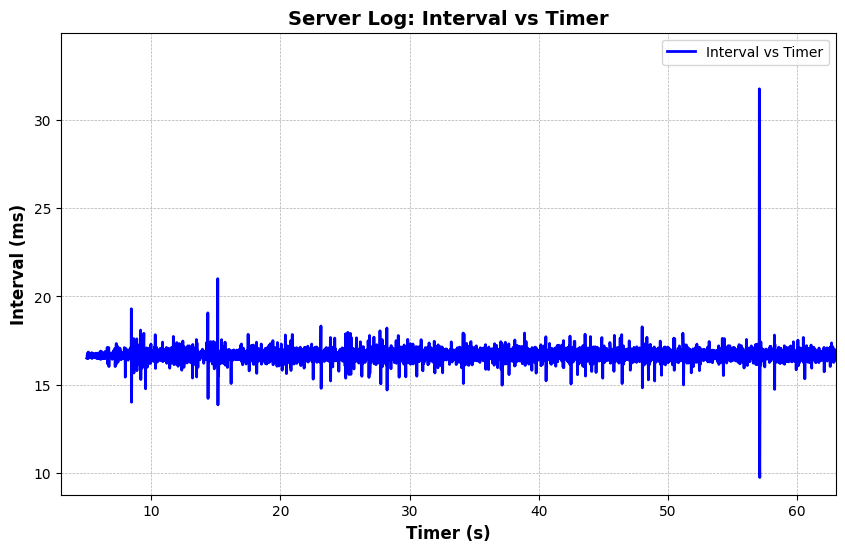 Server Log: Interval vs Timer
Interval vs Timer
Interval (ms)
30
25
20
15
10
10 20 30 40 50 60
Timer (s)